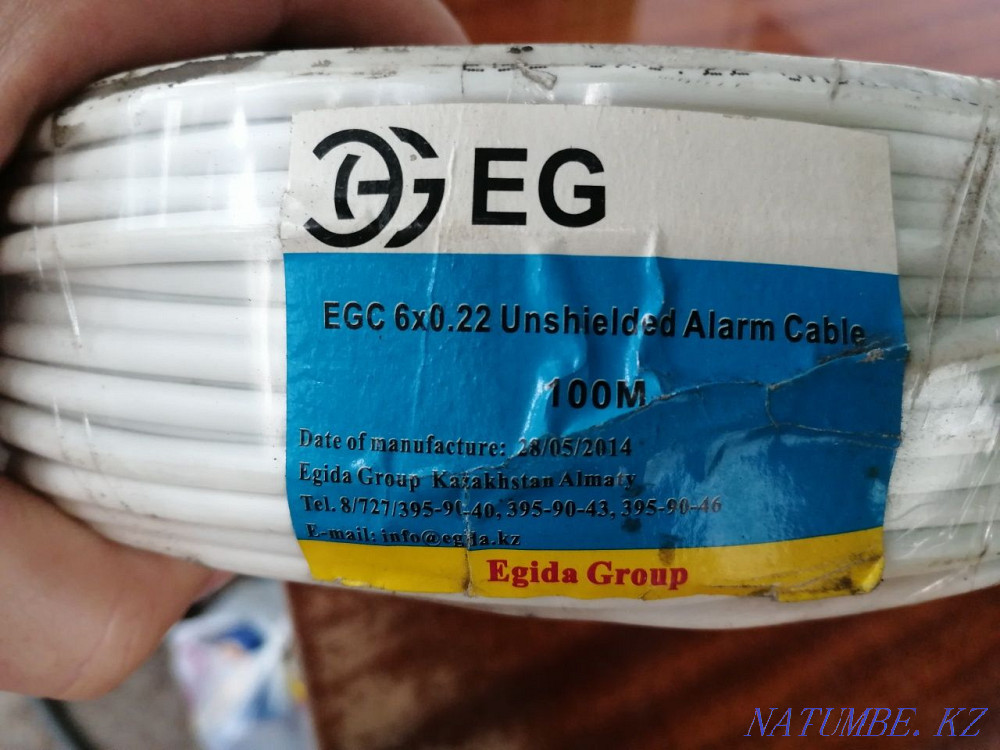 EG
EGC 6x0.22 Unshielded Alarm Cable
100M
Date of manufacture: 28/05/2014
Egida Group Kazakhstan Almaty
Tel. 8/727/395-90-40, 395-90-43, 395-90-46
E-mail: info@egida.kz
Egida Group
NATUMBE. KZ